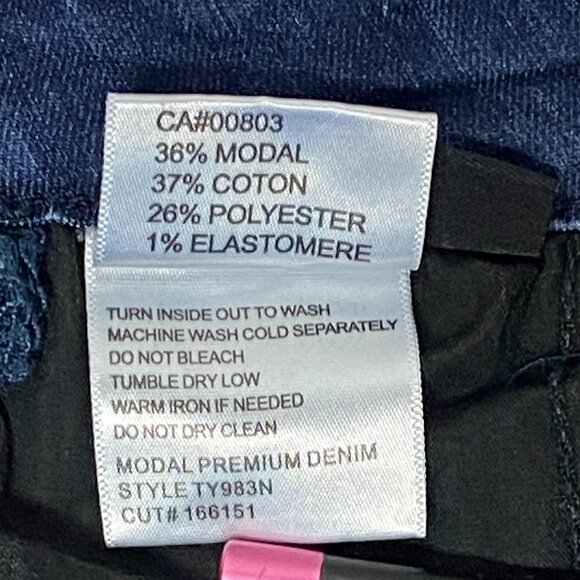 CA#00803
36% MODAL
37% COTON
26% POLYESTER
1% ELASTOMERE
TURN INSIDE OUT TO WASH
MACHINE WASH COLD SEPARATELY
DO NOT BLEACH
TUMBLE DRY LOW
WARM IRON IF NEEDED
DO NOT DRY CLEAN
MODAL PREMIUM DENIM
STYLE TY983N
CUT# 166151